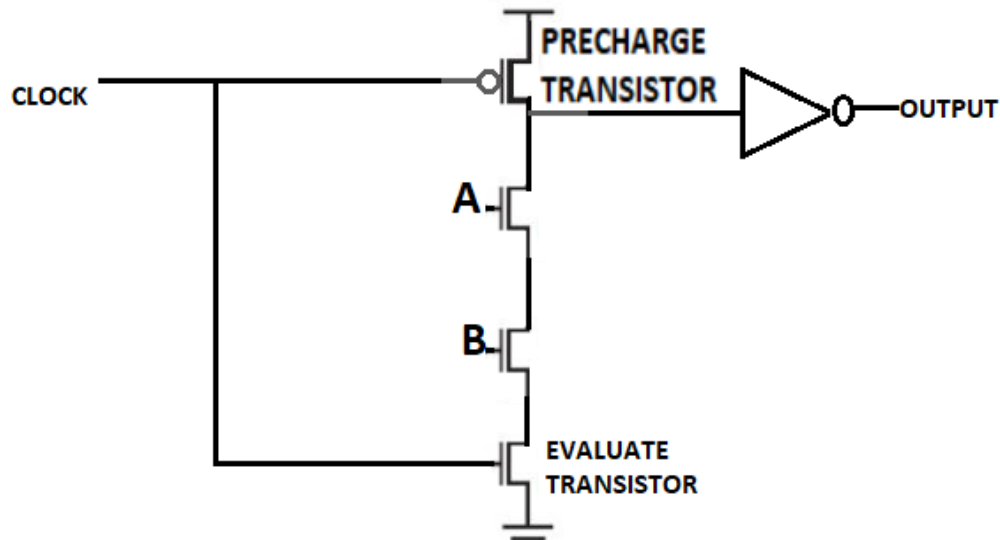 PRECHARGE
TRANSISTOR
CLOCK
OUTPUT
A
B
EVALUATE
TRANSISTOR